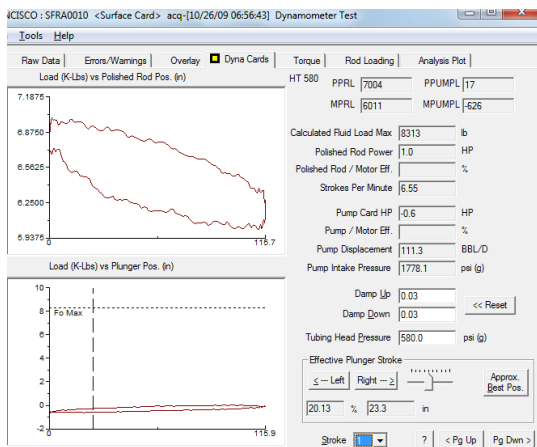 NCISCO : SFRA0010 <Surface Card> acq-[10/26/09 06:56:43] Dynamometer Test
Tools Help
Raw Data Errors/Warnings Overlay Dyna Cards Torque Rod Loading Analysis Plot
Load (K-Lbs) vs Polished Rod Pos. (in)
7.1875
6.8750
6.5625
6.2500
5.9375
0 115.7
HT 580 PPRL 7004 PPUMPL 17
MPRL 6011 MPUMPL -626
Calculated Fluid Load Max 8313 lb
Polished Rod Power 1.0 HP
Polished Rod / Motor Eff. %
Strokes Per Minute 6.55
Pump Card HP -0.6 HP
Pump / Motor Eff. %
Pump Displacement 111.3 BBL/D
Pump Intake Pressure 1778.1 psi (g)
Load (K-Lbs) vs Plunger Pos. (in)
10
8
6
4
2
0
-2
Fo Max
0 115.9
Damp Up 0.03
Damp Down 0.03
<< Reset
Tubing Head Pressure 580.0 psi (g)
Effective Plunger Stroke
< --- Left Right --- > Approx. Best Pos.
20.13 % 23.3 in
Stroke 1 ? < Pg Up Pg Dwn >